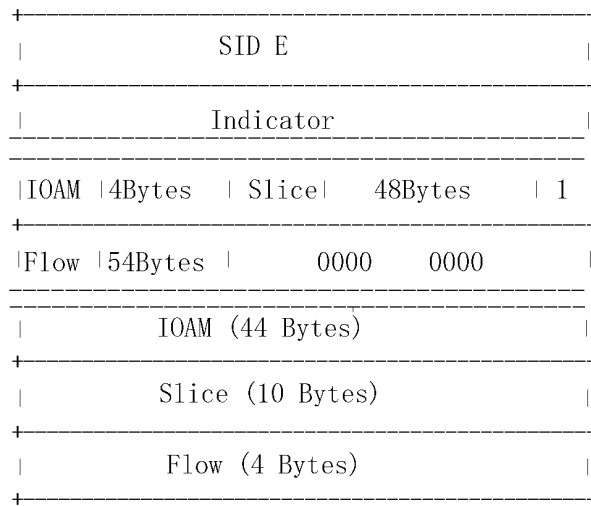 SID E
Indicator
IOAM 4Bytes Slice 48Bytes 1
Flow 54Bytes 0000 0000
IOAM (44 Bytes)
Slice (10 Bytes)
Flow (4 Bytes)